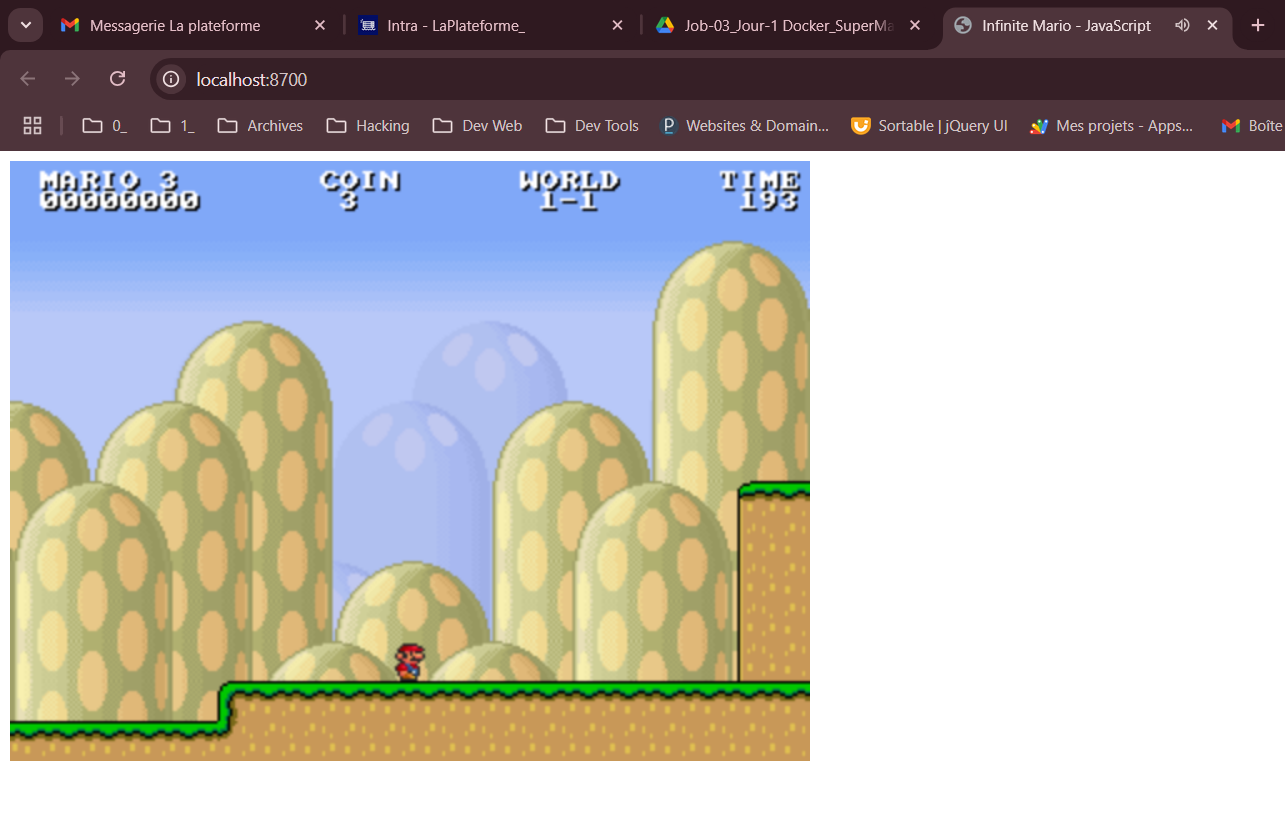 Messagerie La plateforme
Intra - LaPlateforme_
Job-03_Jour-1 Docker_SuperMa
Infinite Mario - JavaScript
localhost:8700
0_
1_
Archives
Hacking
Dev Web
Dev Tools
Websites & Domain...
Sortable | jQuery UI
Mes projets - Apps...
Boîte
MARIO 3 COIN WORLD TIME
00000000 3 1-1 193